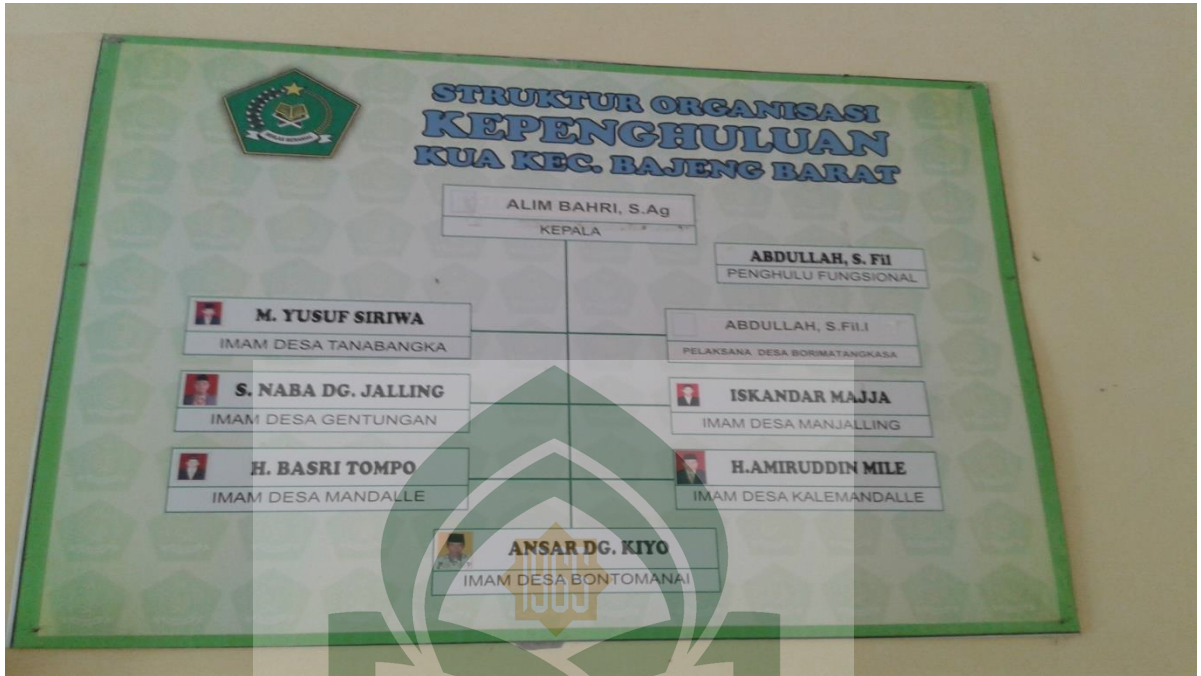 STRUKTUR ORGANISASI
KEPENGHULUAN
KUA KEC. BAJENG BARAT
ALIM BAHRI, S.Ag
KEPALA
ABDULLAH, S. Fil
PENGHULU FUNGSIONAL
M. YUSUF SIRIWA
IMAM DESA TANABANGKA
ABDULLAH, S.Fil.I
PELAKSANA DESA BORIMATANGKASA
S. NABA DG. JALLING
IMAM DESA GENTUNGAN
ISKANDAR MAJJA
IMAM DESA MANJALLING
H. BASRI TOMPO
IMAM DESA MANDALLE
H.AMIRUDDIN MILE
IMAM DESA KALEMANDALLE
ANSAR DG. KIYO
IMAM DESA BONTOMANAI
1965